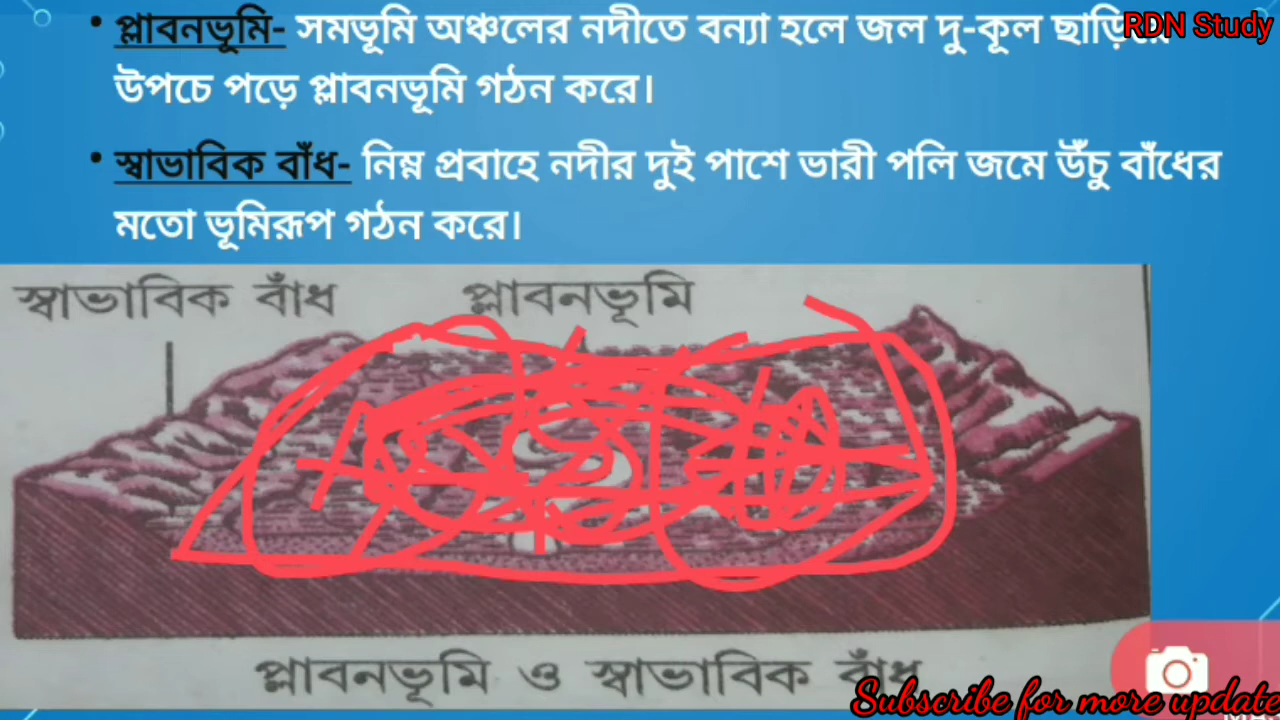 • প্লাবনভূমি- সমভূমি অঞ্চলের নদীতে বন্যা হলে জল দু-কূল ছাড়িয়ে
RDN Study
উপচে পড়ে প্লাবনভূমি গঠন করে।
• স্বাভাবিক বাঁধ- নিম্ন প্রবাহে নদীর দুই পাশে ভারী পলি জমে উঁচু বাঁধের
মতো ভূমিরূপ গঠন করে।
স্বাভাবিক বাঁধ প্লাবনভূমি
প্লাবনভূমি ও স্বাভাবিক বাঁধ
Subscribe for more update